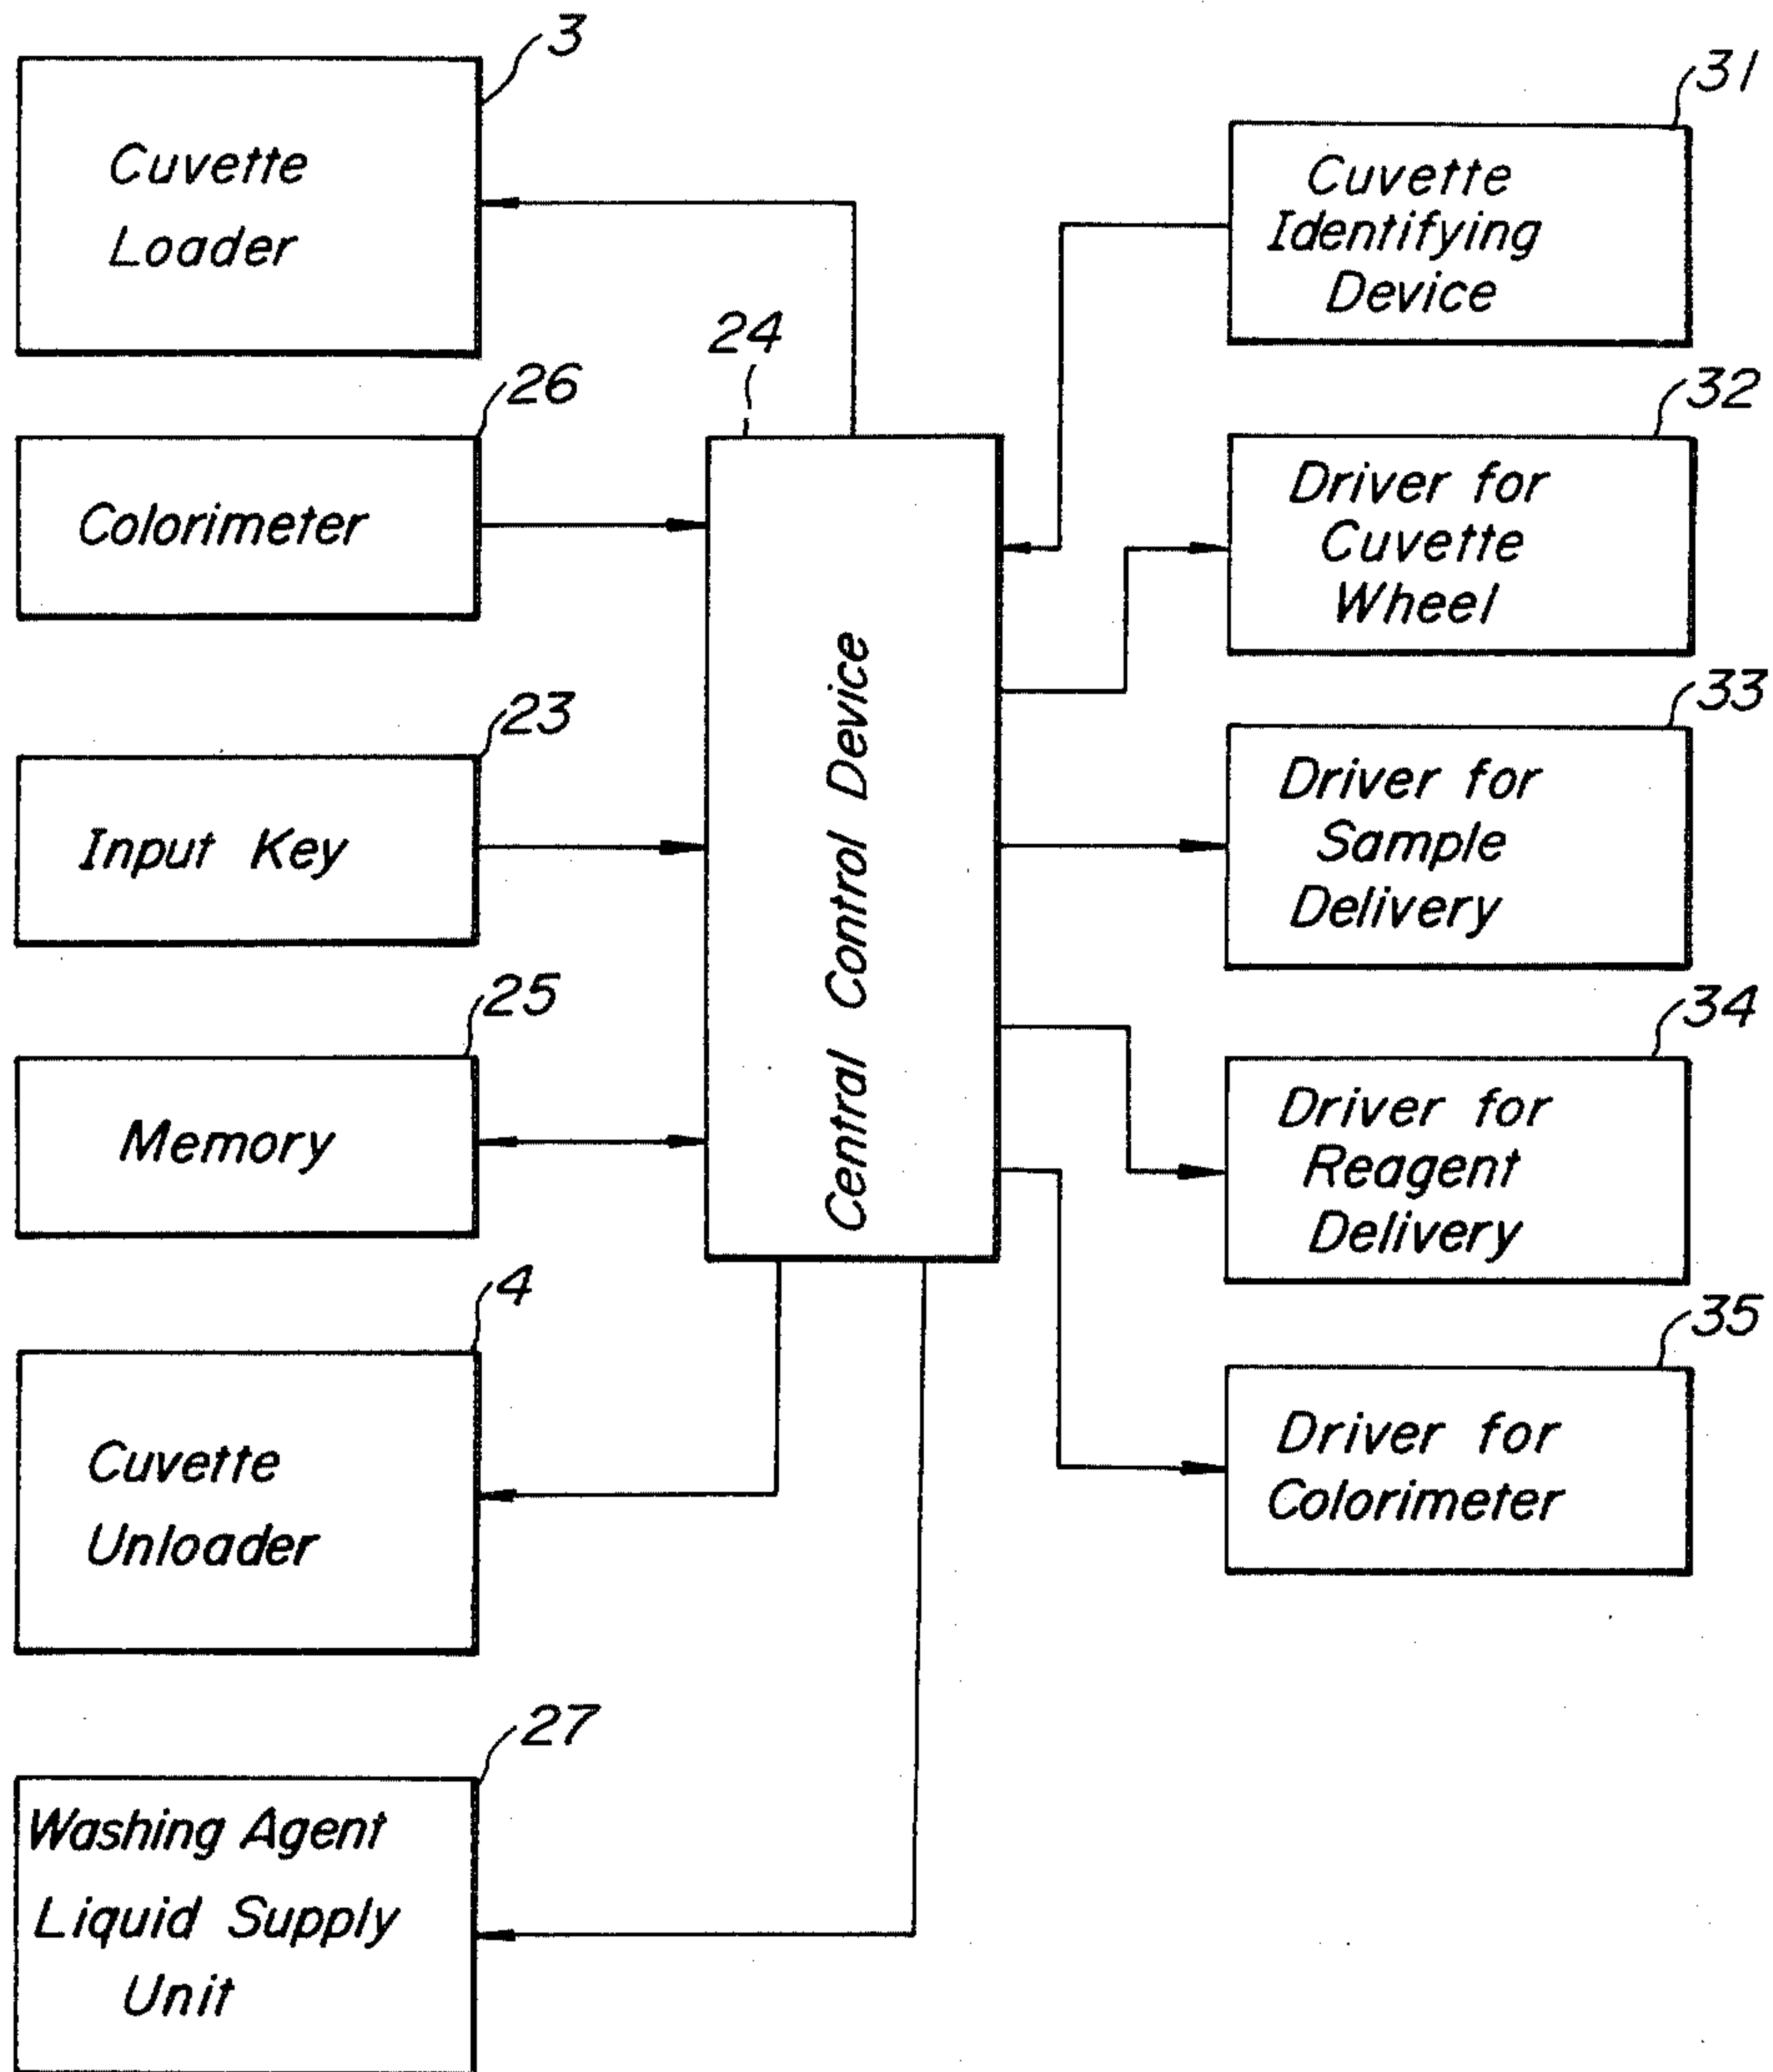 3
Cuvette
Loader
26
Colorimeter
23
Input Key
25
Memory
4
Cuvette
Unloader
27
Washing Agent
Liquid Supply
Unit
24
Central Control Device
31
Cuvette
Identifying
Device
32
Driver for
Cuvette
Wheel
33
Driver for
Sample
Delivery
34
Driver for
Reagent
Delivery
35
Driver for
Colorimeter